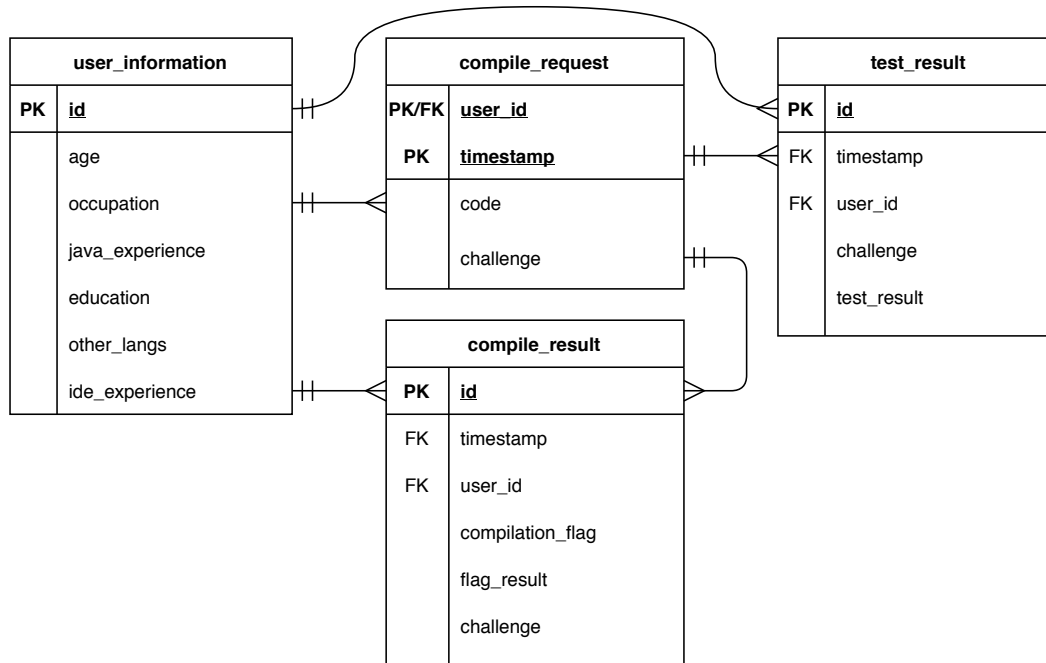 user_information
PK id
age
occupation
java_experience
education
other_langs
ide_experience
compile_request
PK/FK user_id
PK timestamp
code
challenge
test_result
PK id
FK timestamp
FK user_id
challenge
test_result
compile_result
PK id
FK timestamp
FK user_id
compilation_flag
flag_result
challenge